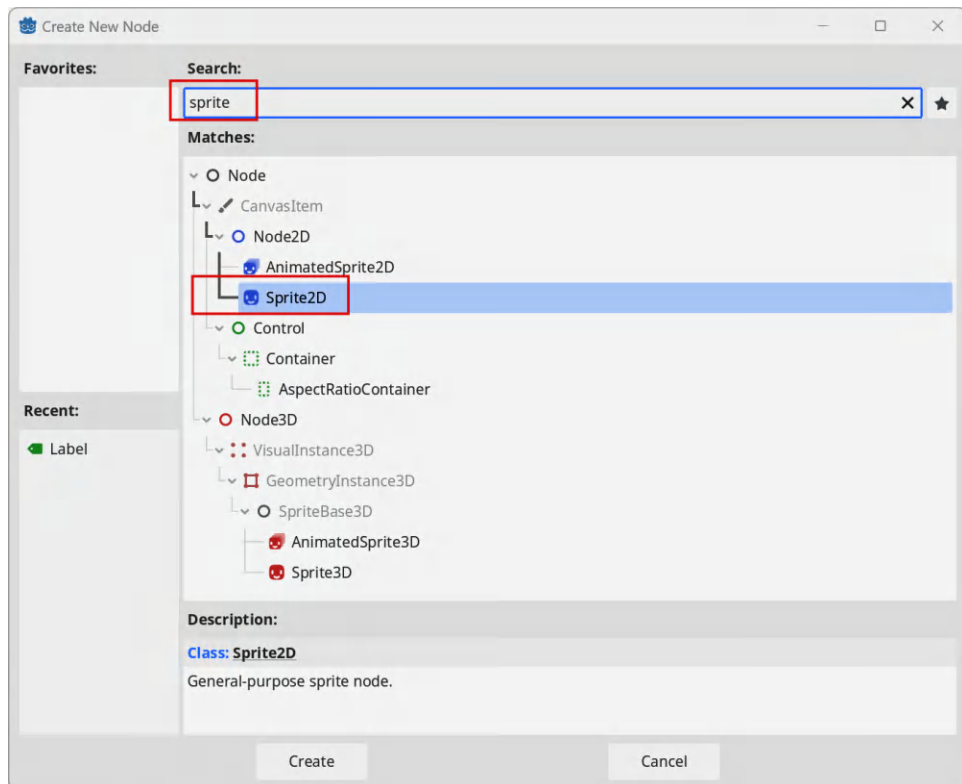 Create New Node
Favorites:
Search:
sprite
Matches:
Node
CanvasItem
Node2D
AnimatedSprite2D
Sprite2D
Control
Container
AspectRatioContainer
Node3D
VisualInstance3D
GeometryInstance3D
SpriteBase3D
AnimatedSprite3D
Sprite3D
Recent:
Label
Description:
Class: Sprite2D
General-purpose sprite node.
Create
Cancel